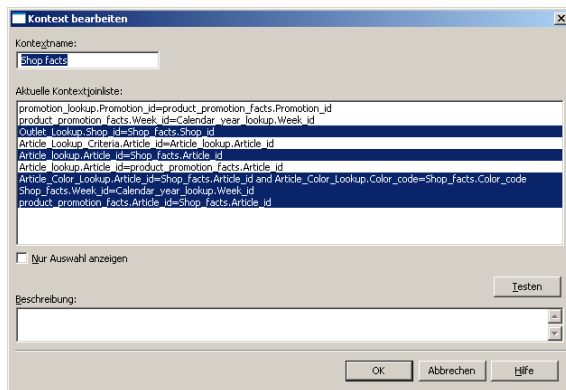 Kontext bearbeiten
Kontextname:
Shop facts
Aktuelle Kontextjoinliste:
promotion_lookup.Promotion_id=product_promotion_facts.Promotion_id
product_promotion_facts.Week_id=Calendar_year_lookup.Week_id
Outlet_Lookup.Shop_id=Shop_facts.Shop_id
Article_Lookup_Criteria.Article_id=Article_lookup.Article_id
Article_lookup.Article_id=Shop_facts.Article_id
Article_lookup.Article_id=product_promotion_facts.Article_id
Article_Color_Lookup.Article_id=Shop_facts.Article_id and Article_Color_Lookup.Color_code=Shop_facts.Color_code
Shop_facts.Week_id=Calendar_year_lookup.Week_id
product_promotion_facts.Article_id=Shop_facts.Article_id
Nur Auswahl anzeigen
Testen
Beschreibung:
OK Abbrechen Hilfe